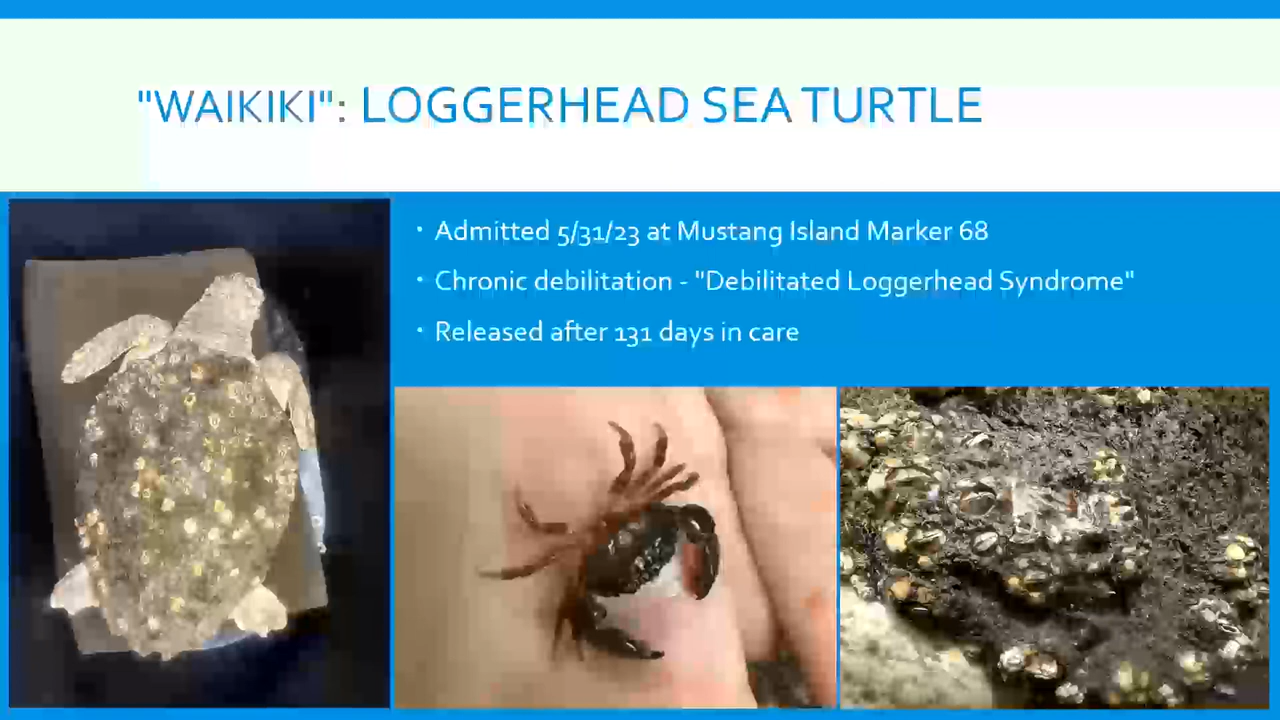 "WAIKIKI": LOGGERHEAD SEA TURTLE
· Admitted 5/31/23 at Mustang Island Marker 68
· Chronic debilitation - "Debilitated Loggerhead Syndrome"
· Released after 131 days in care